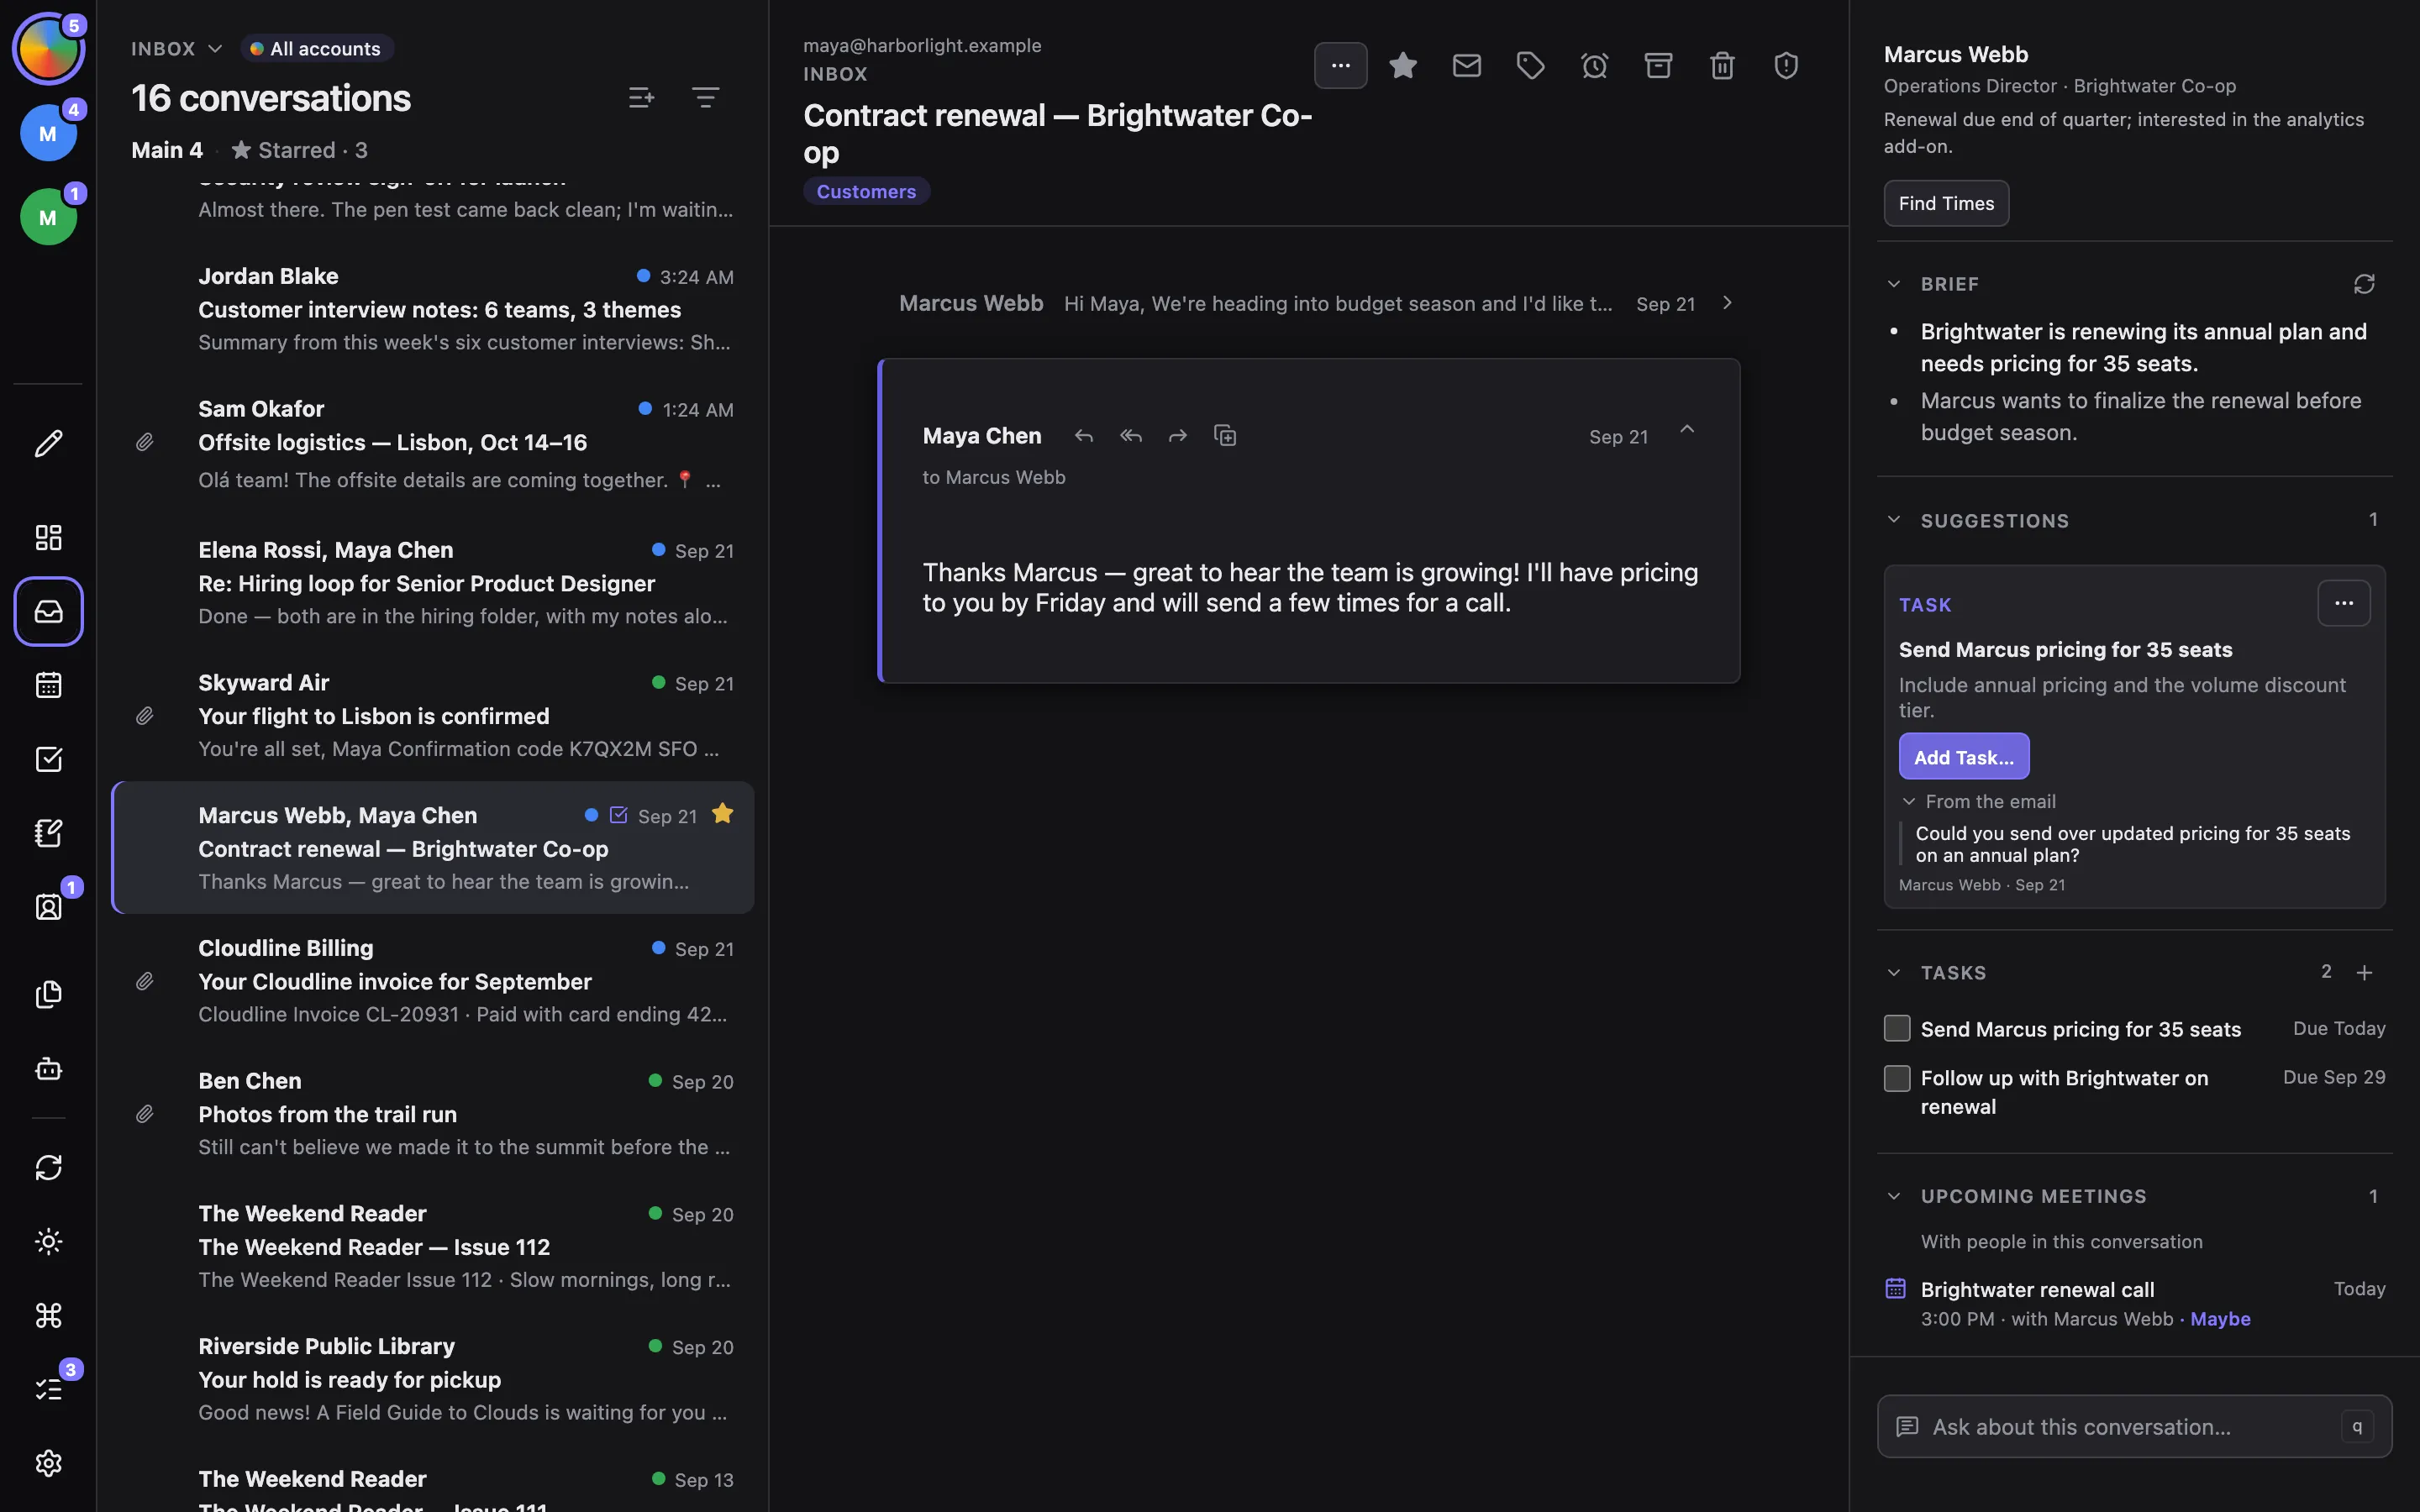 5
M
4
M
1
1
3
INBOX
All accounts
16 conversations
Main 4 · Starred · 3
Security review sign-off for launch
Almost there. The pen test came back clean; I'm waitin...
Jordan Blake 3:24 AM
Customer interview notes: 6 teams, 3 themes
Summary from this week's six customer interviews: Sh...
Sam Okafor 1:24 AM
Offsite logistics — Lisbon, Oct 14–16
Olá team! The offsite details are coming together. 📍 ...
Elena Rossi, Maya Chen Sep 21
Re: Hiring loop for Senior Product Designer
Done — both are in the hiring folder, with my notes alo...
Skyward Air Sep 21
Your flight to Lisbon is confirmed
You're all set, Maya Confirmation code K7QX2M SFO ...
Marcus Webb, Maya Chen Sep 21
Contract renewal — Brightwater Co-op
Thanks Marcus — great to hear the team is growin...
Cloudline Billing Sep 21
Your Cloudline invoice for September
Cloudline Invoice CL-20931 · Paid with card ending 42...
Ben Chen Sep 20
Photos from the trail run
Still can't believe we made it to the summit before the ...
The Weekend Reader Sep 20
The Weekend Reader — Issue 112
The Weekend Reader Issue 112 · Slow mornings, long r...
Riverside Public Library Sep 20
Your hold is ready for pickup
Good news! A Field Guide to Clouds is waiting for you ...
The Weekend Reader Sep 13
The Weekend Reader — Issue 111
maya@harborlight.example
INBOX
Contract renewal — Brightwater Co-
op
Customers
Marcus Webb Hi Maya, We're heading into budget season and I'd like t... Sep 21
Maya Chen Sep 21
to Marcus Webb
Thanks Marcus — great to hear the team is growing! I'll have pricing
to you by Friday and will send a few times for a call.
Marcus Webb
Operations Director · Brightwater Co-op
Renewal due end of quarter; interested in the analytics
add-on.
Find Times
BRIEF
• Brightwater is renewing its annual plan and
needs pricing for 35 seats.
• Marcus wants to finalize the renewal before
budget season.
SUGGESTIONS 1
TASK
Send Marcus pricing for 35 seats
Include annual pricing and the volume discount
tier.
Add Task...
From the email
Could you send over updated pricing for 35 seats
on an annual plan?
Marcus Webb · Sep 21
TASKS 2
Send Marcus pricing for 35 seats Due Today
Follow up with Brightwater on Due Sep 29
renewal
UPCOMING MEETINGS 1
With people in this conversation
Brightwater renewal call Today
3:00 PM · with Marcus Webb · Maybe
Ask about this conversation... q